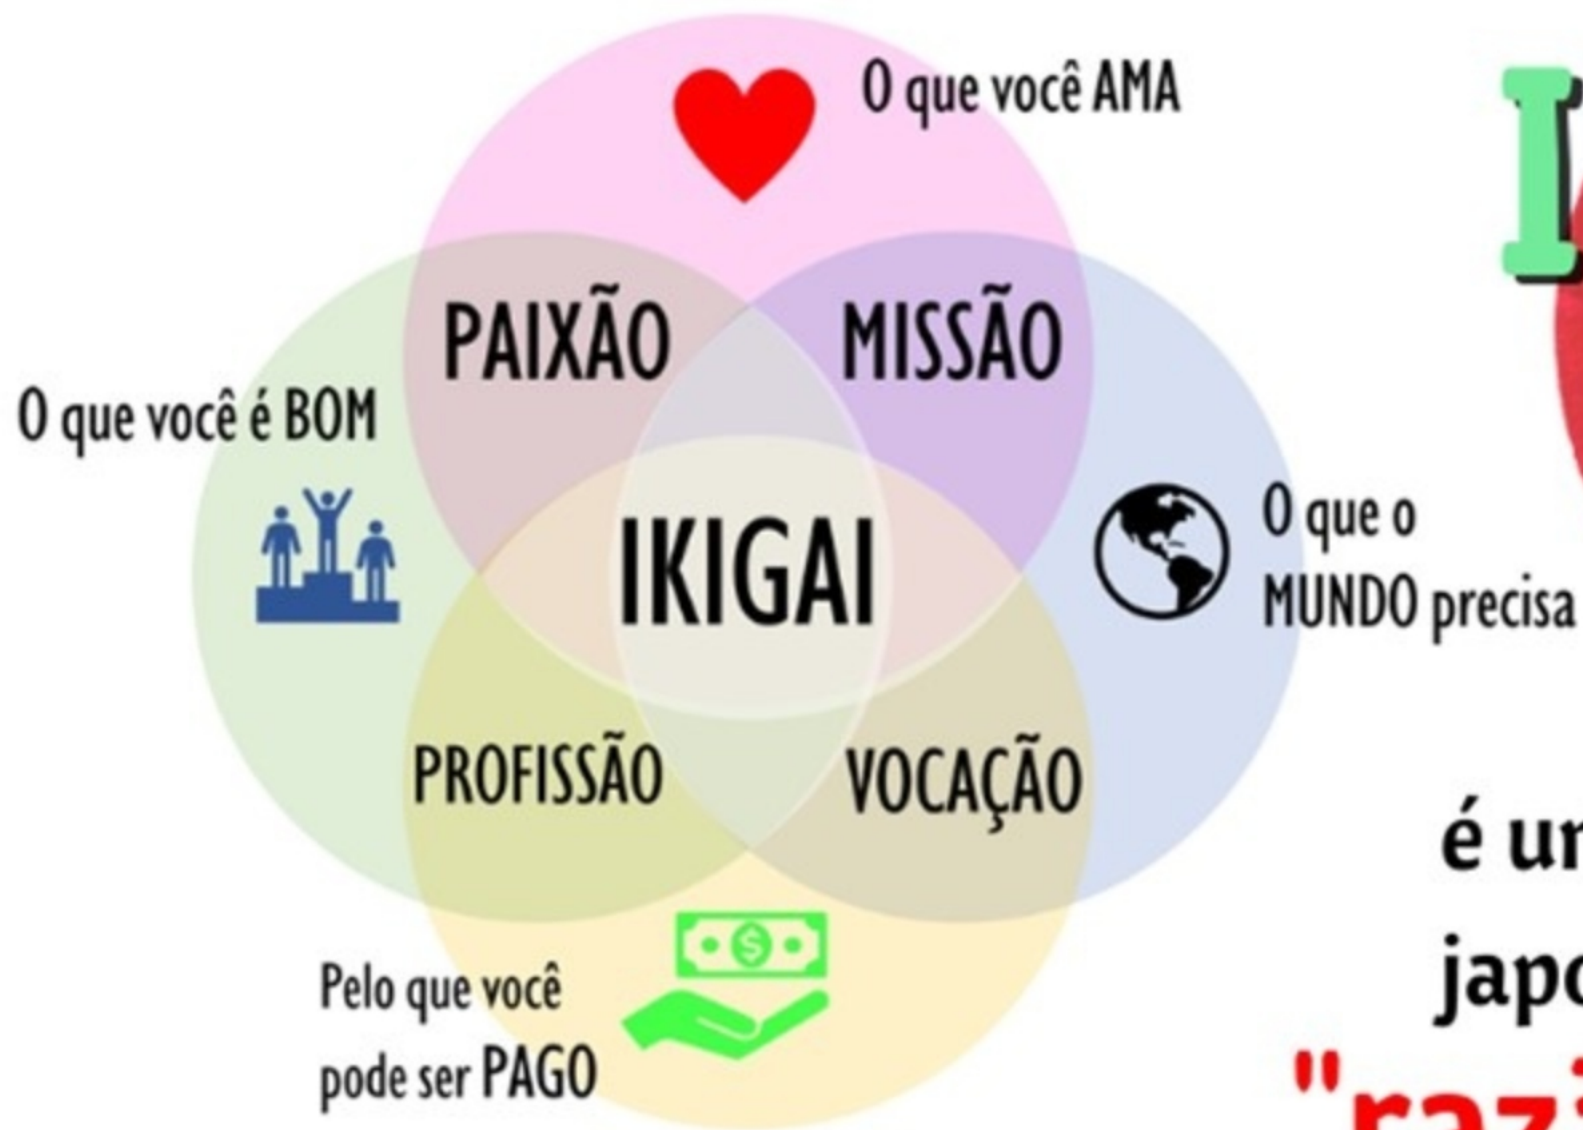 O que você AMA
PAIXÃO
MISSÃO
O que você é BOM
IKIGAI
O que o
MUNDO precisa
PROFISSÃO
VOCAÇÃO
Pelo que você
pode ser PAGO
I
é